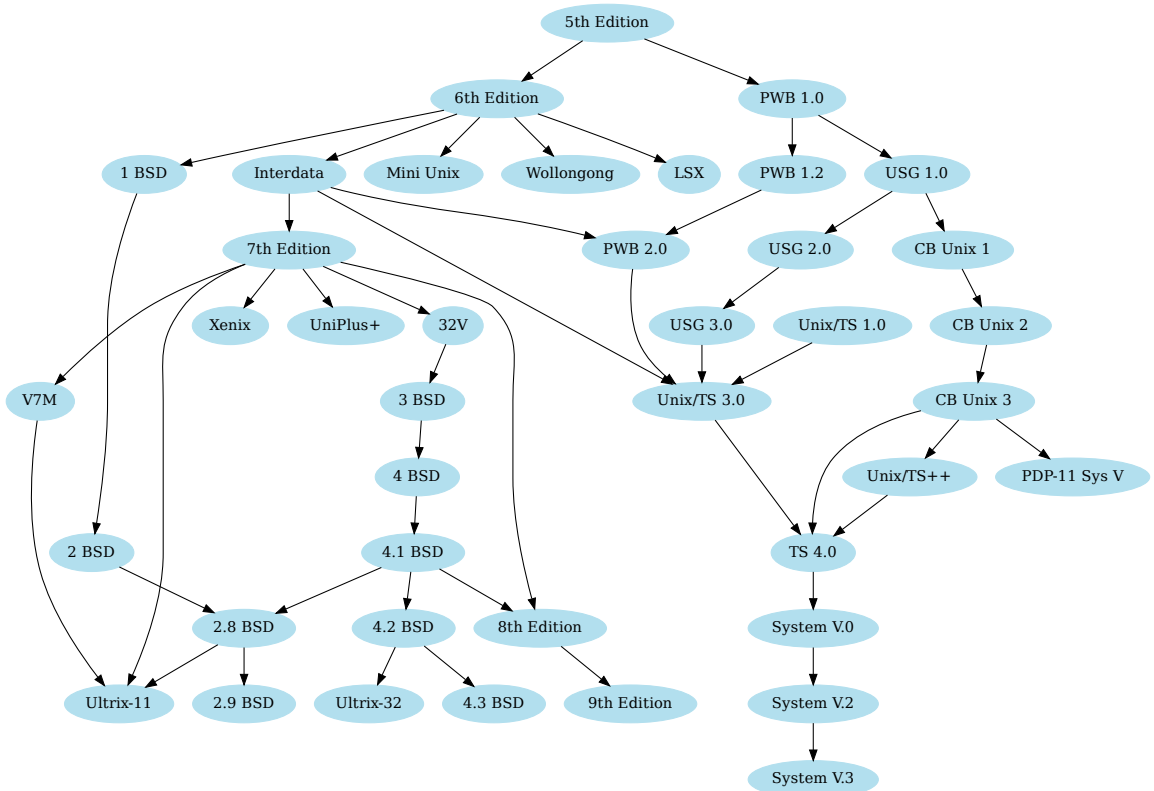 5th Edition
6th Edition
PWB 1.0
1 BSD
Interdata
Mini Unix
Wollongong
LSX
PWB 1.2
USG 1.0
7th Edition
PWB 2.0
USG 2.0
CB Unix 1
Xenix
UniPlus+
32V
USG 3.0
Unix/TS 1.0
CB Unix 2
V7M
3 BSD
Unix/TS 3.0
CB Unix 3
4 BSD
Unix/TS++
PDP-11 Sys V
2 BSD
4.1 BSD
TS 4.0
2.8 BSD
4.2 BSD
8th Edition
System V.0
Ultrix-11
2.9 BSD
Ultrix-32
4.3 BSD
9th Edition
System V.2
System V.3